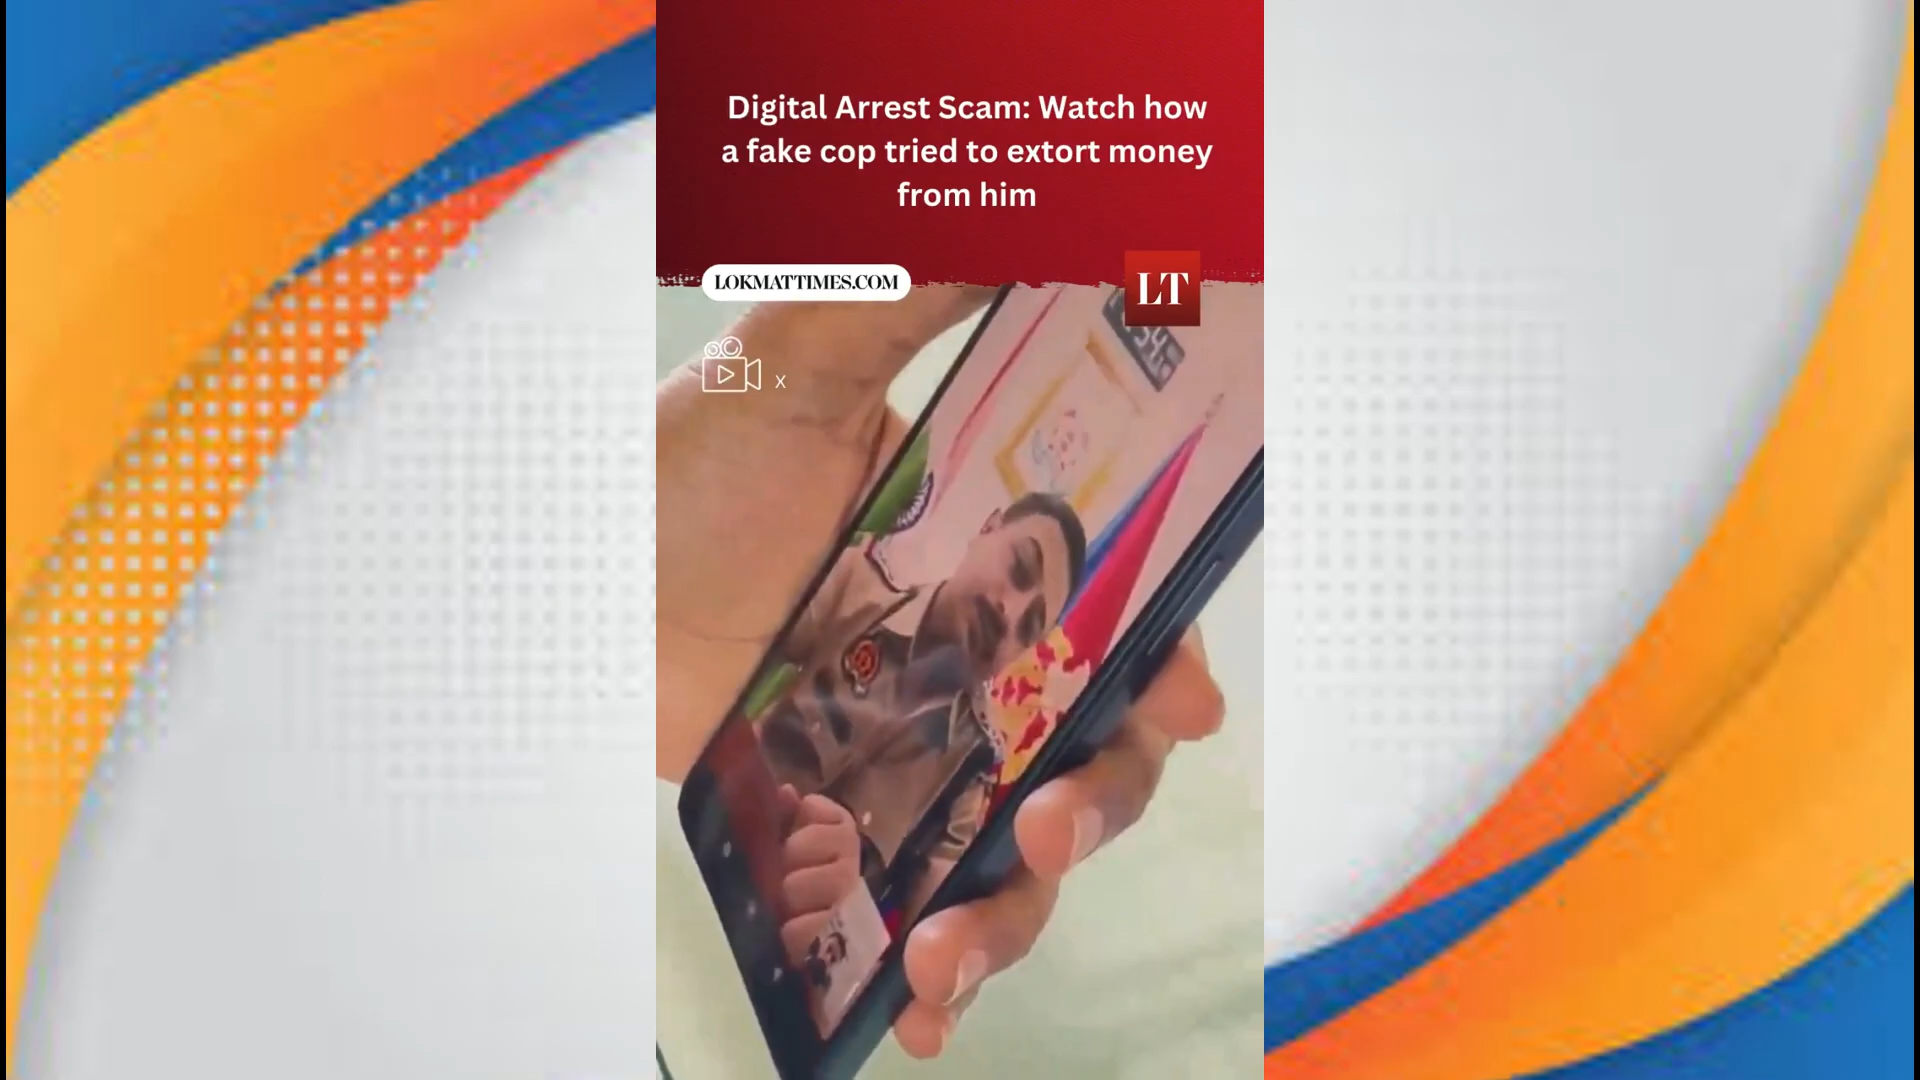 Digital Arrest Scam: Watch how
a fake cop tried to extort money
from him
LOKMATTIMES.COM
LT
X